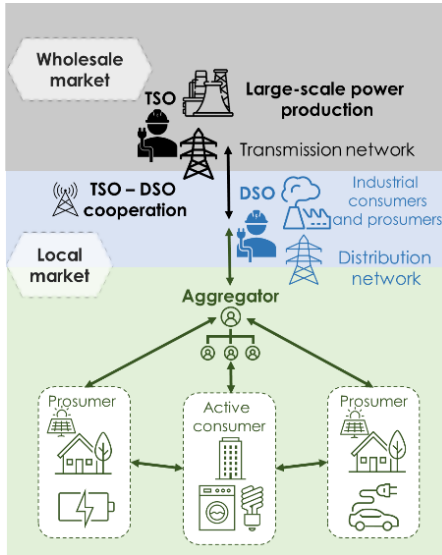 Wholesale
market
TSO
Large-scale power
production
Transmission network
TSO – DSO
cooperation
DSO
Industrial
consumers
and prosumers
Local
market
Distribution
network
Aggregator
Prosumer
Active
consumer
Prosumer